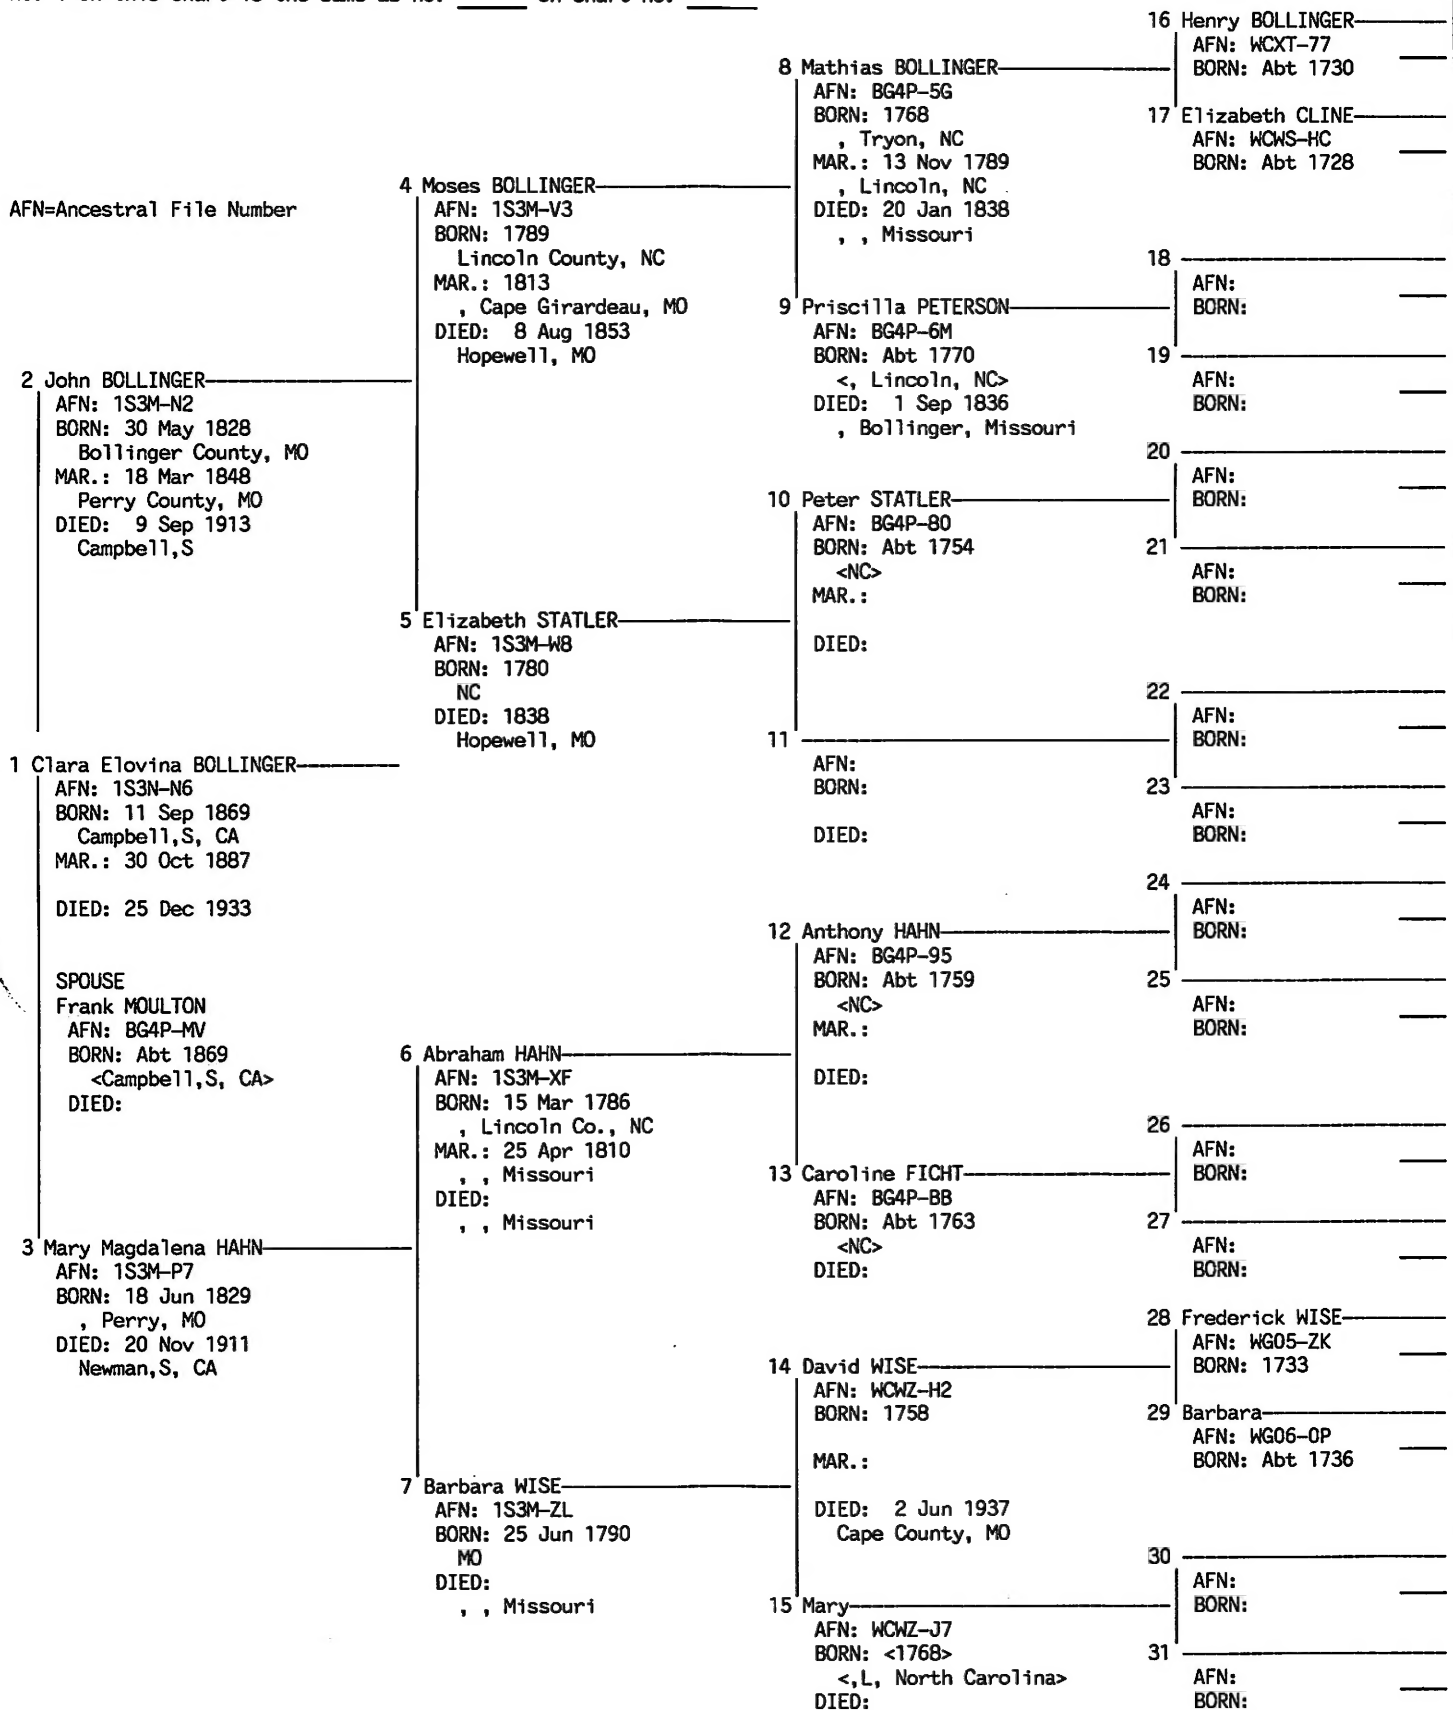 16 Henry BOLLINGER
AFN: WCXT-77
BORN: Abt 1730
8 Mathias BOLLINGER
AFN: BG4P-5G
BORN: 1768
, Tryon, NC
MAR.: 13 Nov 1789
, Lincoln, NC
DIED: 20 Jan 1838
, , Missouri
17 Elizabeth CLINE
AFN: WCWS-HC
BORN: Abt 1728
AFN=Ancestral File Number
4 Moses BOLLINGER
AFN: 1S3M-V3
BORN: 1789
Lincoln County, NC
MAR.: 1813
, Cape Girardeau, MO
DIED: 8 Aug 1853
Hopewell, MO
18
AFN:
BORN:
9 Priscilla PETERSON
AFN: BG4P-6M
BORN: Abt 1770
<, Lincoln, NC>
DIED: 1 Sep 1836
, Bollinger, Missouri
19
AFN:
BORN:
2 John BOLLINGER
AFN: 1S3M-N2
BORN: 30 May 1828
Bollinger County, MO
MAR.: 18 Mar 1848
Perry County, MO
DIED: 9 Sep 1913
Campbell,S
20
AFN:
BORN:
10 Peter STATLER
AFN: BG4P-80
BORN: Abt 1754
<NC>
MAR.:
DIED:
21
AFN:
BORN:
5 Elizabeth STATLER
AFN: 1S3M-W8
BORN: 1780
NC
DIED: 1838
Hopewell, MO
22
AFN:
BORN:
11
AFN:
BORN:
DIED:
23
AFN:
BORN:
1 Clara Elovina BOLLINGER
AFN: 1S3N-N6
BORN: 11 Sep 1869
Campbell,S, CA
MAR.: 30 Oct 1887
DIED: 25 Dec 1933
SPOUSE
Frank MOULTON
AFN: BG4P-MV
BORN: Abt 1869
<Campbell,S, CA>
DIED:
24
AFN:
BORN:
12 Anthony HAHN
AFN: BG4P-95
BORN: Abt 1759
<NC>
MAR.:
DIED:
25
AFN:
BORN:
6 Abraham HAHN
AFN: 1S3M-XF
BORN: 15 Mar 1786
, Lincoln Co., NC
MAR.: 25 Apr 1810
, , Missouri
DIED:
, , Missouri
26
AFN:
BORN:
13 Caroline FICHT
AFN: BG4P-BB
BORN: Abt 1763
<NC>
DIED:
27
AFN:
BORN:
3 Mary Magdalena HAHN
AFN: 1S3M-P7
BORN: 18 Jun 1829
, Perry, MO
DIED: 20 Nov 1911
Newman,S, CA
28 Frederick WISE
AFN: WG05-ZK
BORN: 1733
14 David WISE
AFN: WCWZ-H2
BORN: 1758
MAR.:
DIED: 2 Jun 1937
Cape County, MO
29 Barbara
AFN: WG06-0P
BORN: Abt 1736
7 Barbara WISE
AFN: 1S3M-ZL
BORN: 25 Jun 1790
MO
DIED:
, , Missouri
30
AFN:
BORN:
15 Mary
AFN: WCWZ-J7
BORN: <1768>
<,L, North Carolina>
DIED:
31
AFN:
BORN: